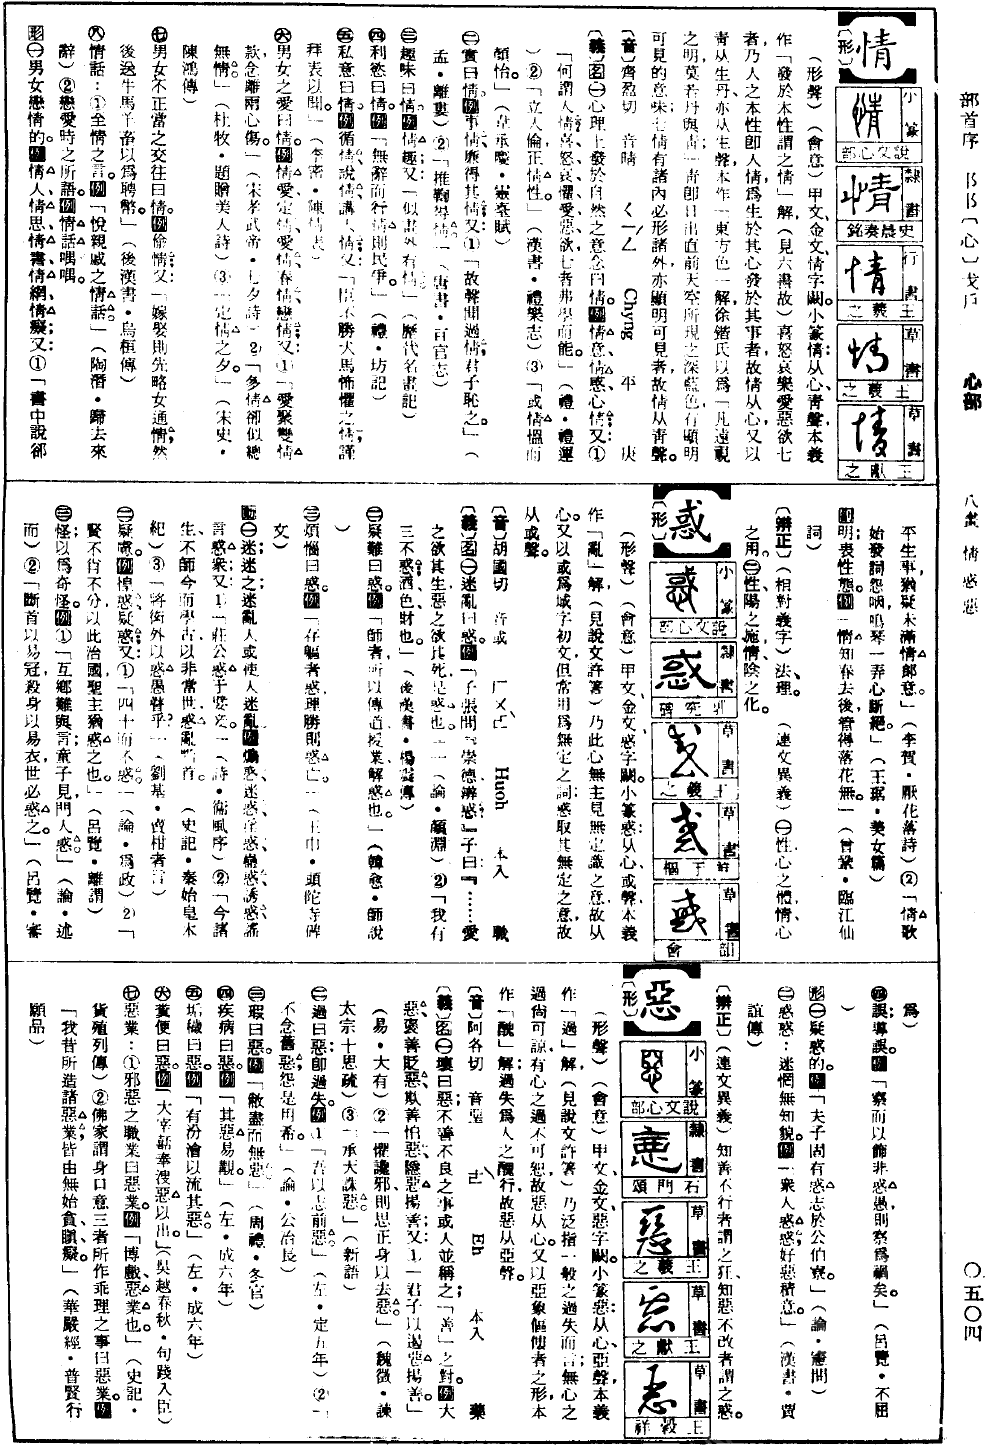 部首序
心部
八畫
情惑惡
〇五〇四
情
〔形〕
小篆
說文心部
隸書
史晨奏銘
行書
王羲之
草書
王羲之
草書
王獻之
（形聲）（會意）甲文、金文情字闕。小篆情：从心、青聲，本義
作「發於本性謂之情」解，（見六書故）喜怒哀樂愛惡欲七
者乃人之本性，即人情為生於其心發於其事者，故情从心。又以
青从生丹，亦从生聲，本作「東方色」解，徐鍇氏以為「凡遠視
之明莫若丹與青」，青即日出直前天空所現之深藍色，有顯明
可見的意味；七情有諸內必形諸外，亦顯明可見者，故情从青聲。
〔音〕齊盈切　音晴　ㄑㄧㄥˊ　Chyng　平　庚
〔義〕名㊀心理上發於自然之意念曰情。例情意、情感、心情；又：①
「何謂人情？喜怒哀懼愛惡欲，七者弗學而能。」（禮・禮運
）②「立人倫，正情性。」（漢書・禮樂志）③「或情慍而
顏怡。」（韋承慶・靈臺賦）
㊁實曰情。例事情、廉得其情；又①「故聲聞過情，君子恥之。」（
孟・離婁）②「推鞫得情。」（唐書・百官志）
㊂趣味曰情。例情趣；又「似畫外有情。」（歷代名畫記）
㊃利慾曰情。例「無辭而行情則民爭。」（禮・坊記）
㊄私意曰情。例循情、說情、講人情；又「臣不勝犬馬怖懼之情，謹
拜表以聞。」（李密・陳情表）
㊅男女之愛曰情。例情愛、定情、愛情、春情、戀情；又：①「愛聚雙情
款，念離兩心傷。」（宋孝武帝・七夕詩）②「多情卻似總
無情。」（杜牧・題贈美人詩）③「定情之夕。」（宋史・
陳鴻傳）
㊆男女不正常之交往曰情。例偷情；又「嫁娶則先略女通情，然
後送牛馬羊畜以為聘幣。」（後漢書・烏桓傳）
㊇情話：①至情之言。例「悅親戚之情話。」（陶潛・歸去來
辭）②戀愛時之所語。例情話喁喁。
形㊀男女戀情的。例情人、情思、情書、情網、情癡；又①「書中說卻
平生事，猶疑未滿情郎意。」（李賀・厭花落詩）②「情歌
始發詞怨咽，鳴琴一弄心斷絕。」（王琚・美女篇）
副明表性態。例「情知春去後，管得落花無。」（曾鞏・臨江仙
詞）
〔辨正〕（相對義字）法、理。（連文異義）㊀性，心之體；情，心
之用。㊁性，陽之施；情，陰之化。
惑
〔形〕
小篆
說文心部
隸書
草書
王羲之
草書
草書
韻會
（形聲）（會意）甲文、金文惑字闕。小篆惑：从心、或聲，本義
作「亂」解，（見說文許箸）乃此心無主見無定識之意，故从
心。又以或為域字初文，但常用為無定之詞，惑取其無定之意，故
从或聲。
〔音〕胡國切　音或　ㄏㄨㄛˋ　Huoh　本入　職
〔義〕名㊀迷亂曰惑。例「子張問『崇德辨惑』子曰：『……愛
之欲其生，惡之欲其死，是惑也。」（論・顏淵）②「我有
三不惑，酒色財也。」（後漢書・楊震傳）
㊁疑難曰惑。例「師者所以傳道授業解惑也。」（韓愈・師說
）
㊂煩惱曰惑。例「存軀者惑，理勝則惑亡。」（王巾・頭陀寺碑
文）
動㊀迷；迷之、迷亂人或使人迷亂。例煽惑、迷惑、狂惑、蠱惑、誘惑、謠
言惑眾；又①「莊公惑于嬖妾。」（詩・衛風序）②「今諸
生不師今而學古，以非當世，惑亂黔首。」（史記・秦始皇本
紀）③「將衒外以惑愚瞽乎？」（劉基・賣柑者言）
㊁疑慮。例惶惑、疑惑；又①「四十而不惑。」（論・為政）②「
賢不肖不分，以此治國，聖主猶惑之也。」（呂覽・離謂）
㊂怪，以為奇怪。例①「互鄉難與言，童子見，門人惑。」（論・述
而）②「斷首以易冠，殺身以易衣，世必惑之。」（呂覽・審
為）
㊃誤；導誤。例「察而以飾非惑愚則察為禍矣。」（呂覽・不屈
）
形㊀疑惑的。例「夫子固有惑志於公伯寮。」（論・憲問）
㊁惑惑：迷惘無知貌。例「眾人惑惑，好惡積意。」（漢書・賈
誼傳）
〔辨正〕（連文異義）知善不行者謂之狂，知惡不改者謂之惑。
惡
〔形〕
小篆
說文心部
隸書
石門頌
草書
王羲之
草書
王獻之
草書
王穀祥
（形聲）（會意）甲文、金文惡字闕。小篆惡：从心、亞聲，本義
作「過」解，（見說文許箸）乃泛指一般之過失而言；無心之
過尚可諒，有心之過不可恕，故惡从心。又以亞象傴僂者之形，本
作「醜」解，過失為人之醜行，故惡从亞聲。
〔音〕阿各切　音堊　ㄜˋ　Eh　本入　藥
〔義〕名㊀壞曰惡；不善不良之事或人並稱之；「善」之對。例大
惡、褒善貶惡、欺善怕惡、隱惡揚善；又①「君子以遏惡揚善。」
（易・大有）②「懼讒邪則思正身以去惡。」（魏徵・諫
太宗十思疏）③「承大誅惡。」（新語）
㊁過曰惡；即過失。例①「吾以志前惡。」（左・定五年）②「
不念舊惡，怨是用希。」（論・公冶長）
㊂瑕曰惡。例「敝盡而無惡。」（周禮・冬官）
㊃疾病曰惡。例「其惡易覯。」（左・成六年）
㊄垢穢曰惡。例「有汾澮以流其惡。」（左・成六年）
㊅糞便曰惡。例「大宰嚭奉溲惡以出。」（吳越春秋・句踐入臣）
㊆惡業：①邪惡之職業曰惡業。例「博戲，惡業也。」（史記・
貨殖列傳）②佛家謂身口意三者所作乖理之事曰惡業。例
「我昔所造諸惡業，皆由無始貪瞋癡。」（華嚴經・普賢行
願品）